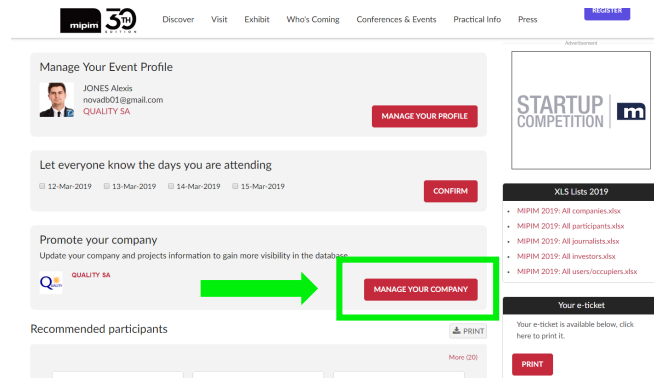 mipim 30TH EDITION
Discover Visit Exhibit Who's Coming Conferences & Events Practical Info Press
REGISTER
Manage Your Event Profile
JONES Alexis
novadb01@gmail.com
QUALITY SA
MANAGE YOUR PROFILE
Let everyone know the days you are attending
12-Mar-2019 13-Mar-2019 14-Mar-2019 15-Mar-2019
CONFIRM
Promote your company
Update your company and projects information to gain more visibility in the database.
QUALITY SA
MANAGE YOUR COMPANY
Recommended participants
PRINT
More (20)
Advertisement
STARTUP
COMPETITION m
XLS Lists 2019
MIPIM 2019: All companies.xlsx
MIPIM 2019: All participants.xlsx
MIPIM 2019: All journalists.xlsx
MIPIM 2019: All investors.xlsx
MIPIM 2019: All users/occupiers.xlsx
Your e-ticket
Your e-ticket is available below, click
here to print it.
PRINT